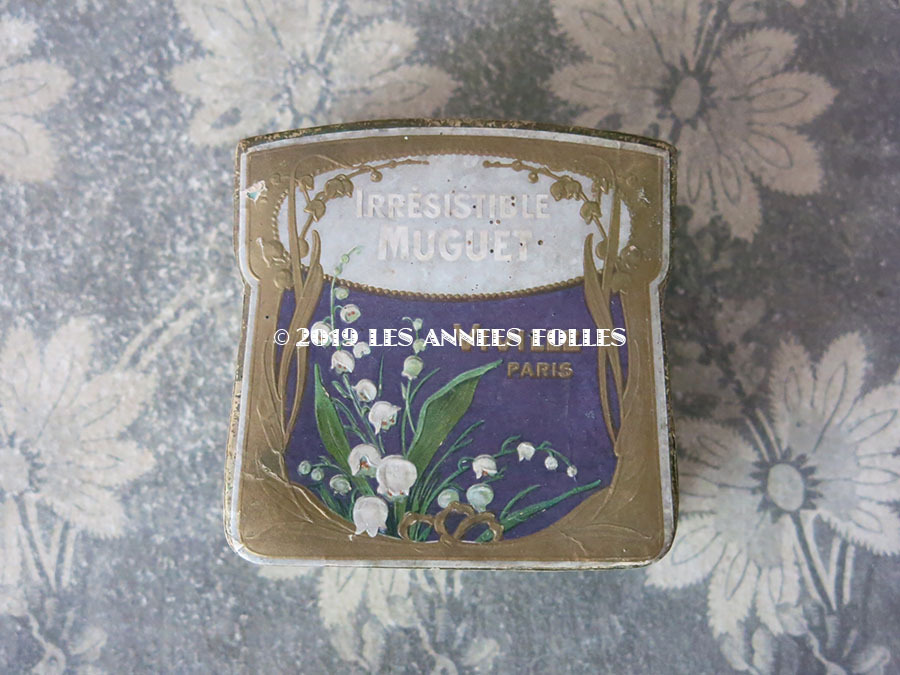 IRRÉSISTIBLE
MUGUET
© 2019 LES ANNEES FOLLES
PARIS